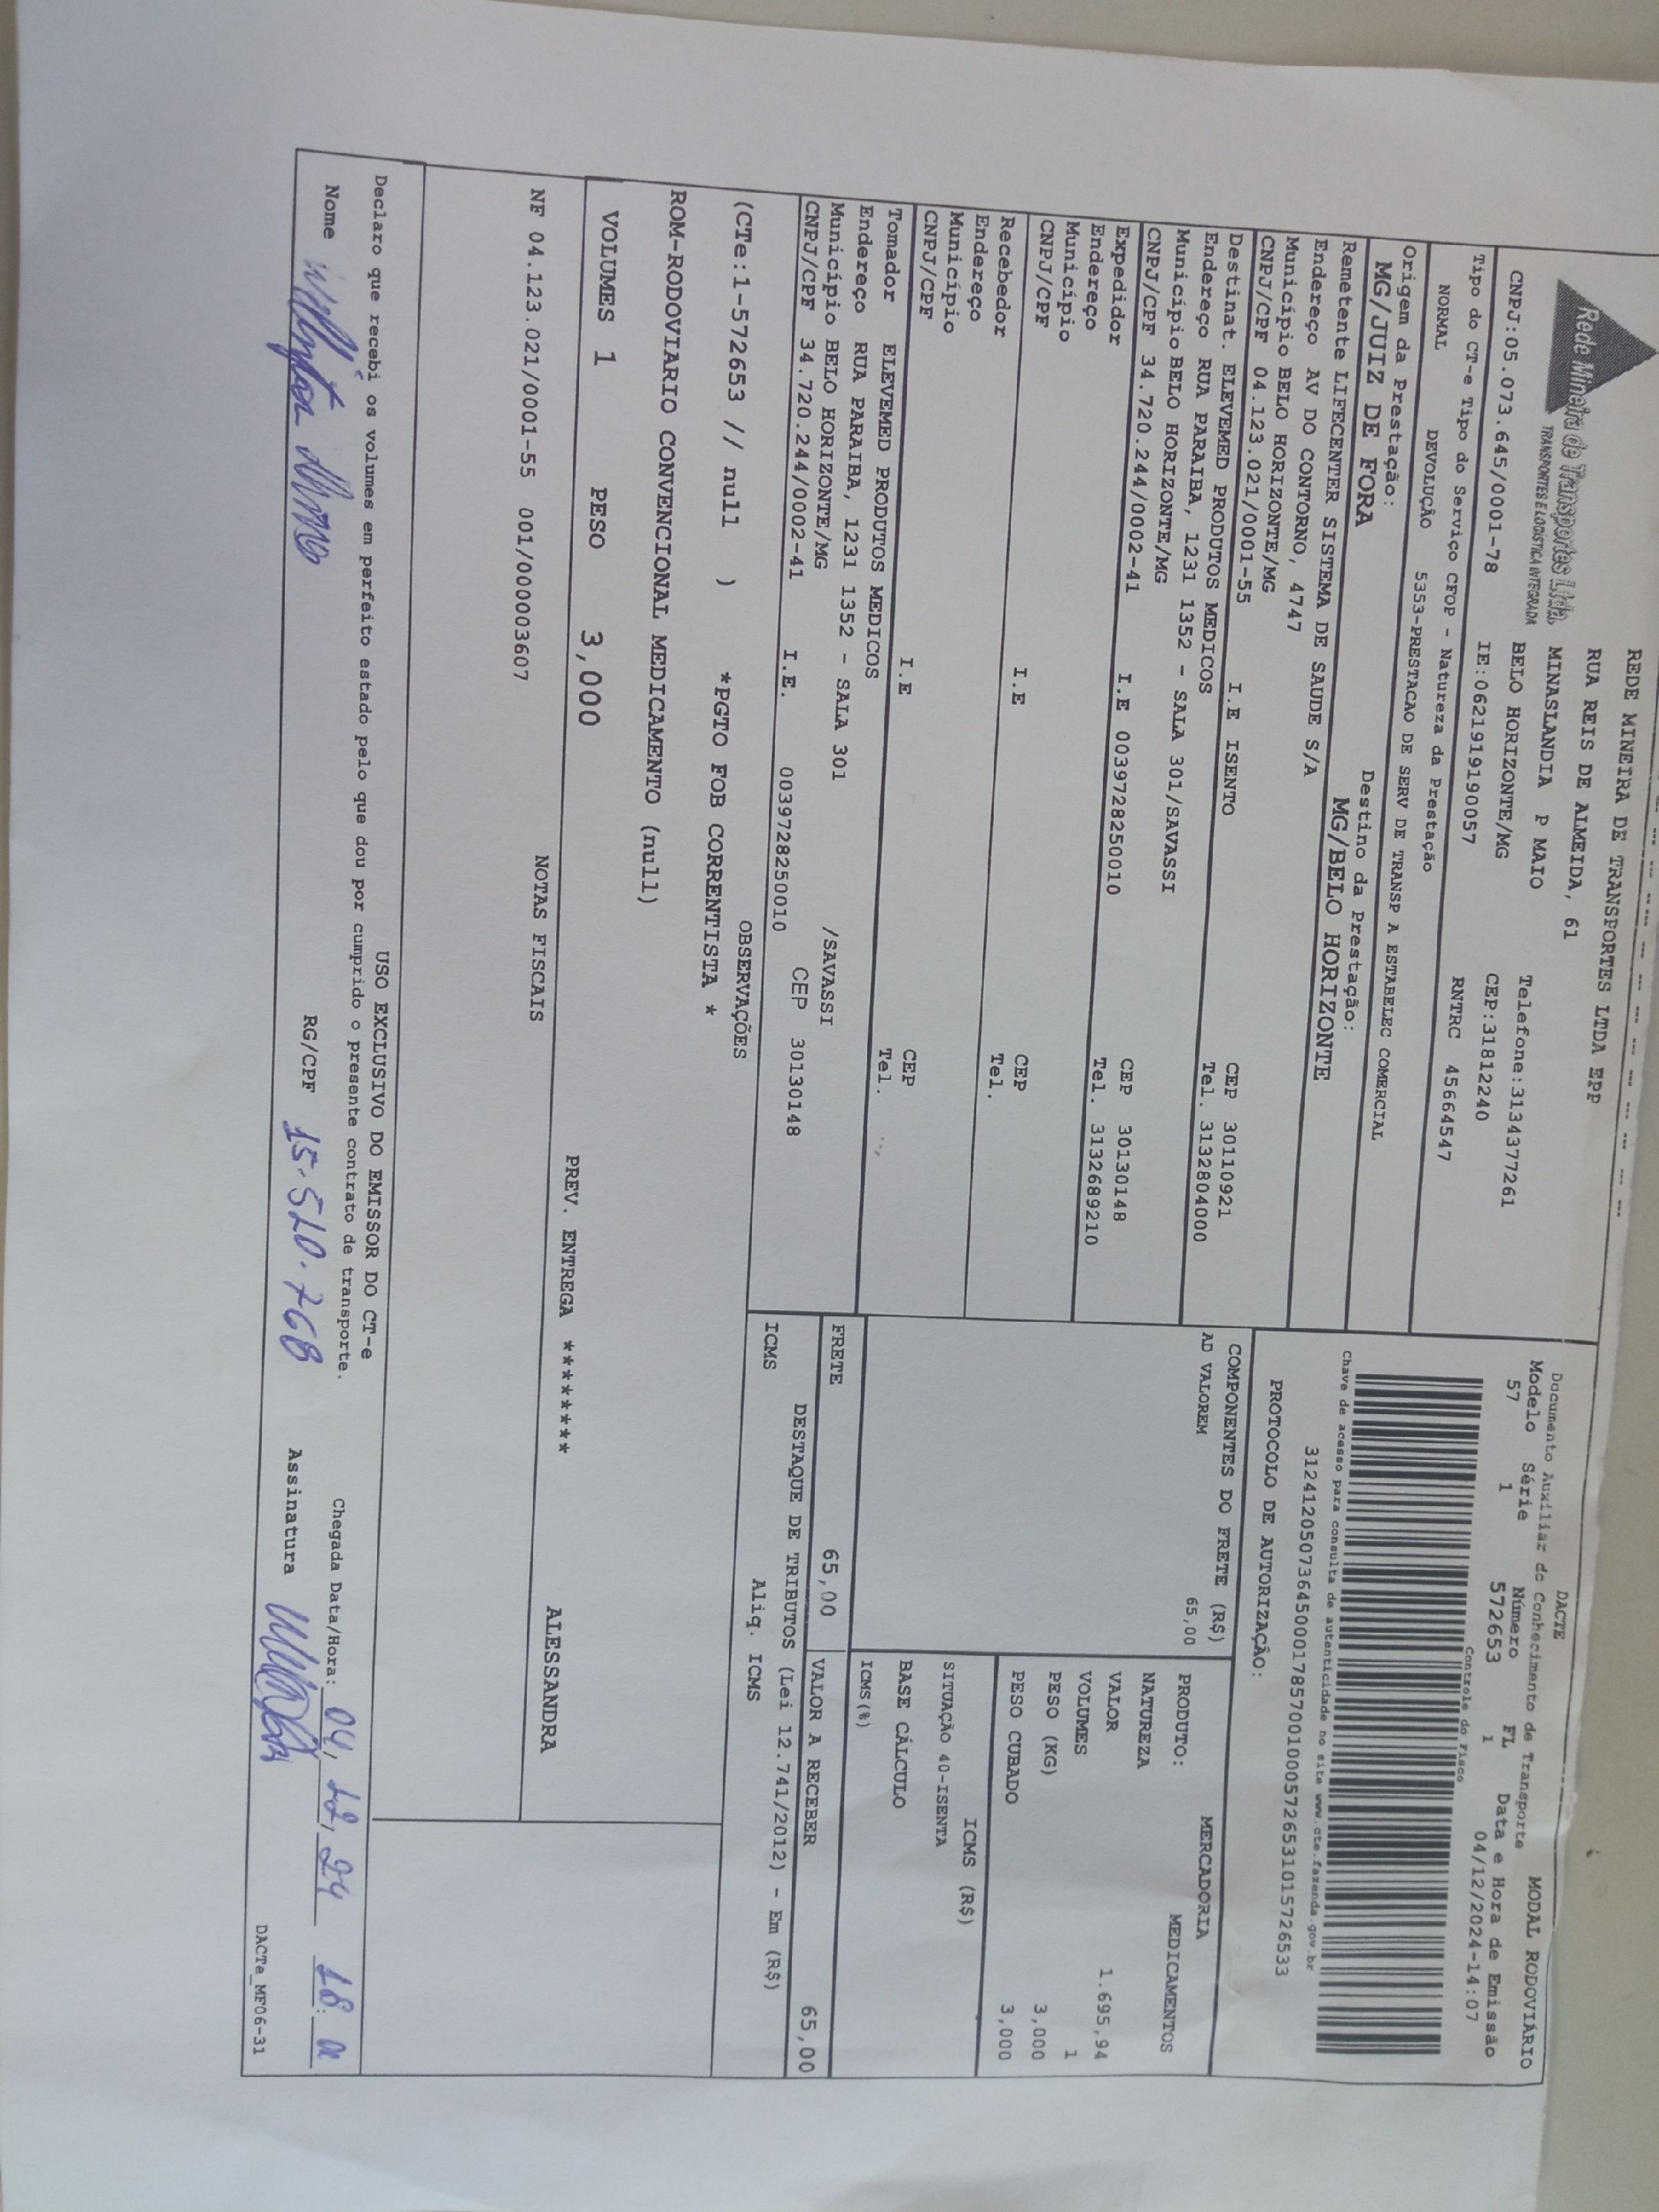 REDE MINEIRA DE TRANSPORTES LTDA EPP
RUA REIS DE ALMEIDA, 61
MINASLANDIA P MAIO
BELO HORIZONTE/MG
Telefone:3134377261
Rede Mineira de Transportes Ltda.
TRANSPORTES E LOGÍSTICA INTEGRADA
CNPJ:05.073.645/0001-78
IE:0621919190057
CEP:31812240
RNTRC 45664547
DACTE
MODAL RODOVIÁRIO
Documento Auxiliar do Conhecimento de Transporte
Modelo Série Número FL Data e Hora de Emissão
57 1 572653 1 04/12/2024-14:07
Controle do Fisco
Tipo do CT-e Tipo do Serviço CFOP - Natureza da Prestação
NORMAL DEVOLUÇÃO 5353-PRESTACAO DE SERV DE TRANSP A ESTABELEC COMERCIAL
Origem da Prestação: Destino da Prestação:
MG/JUIZ DE FORA MG/BELO HORIZONTE
Chave de acesso para consulta de autenticidade no site www.cte.fazenda.gov.br
31241205073645000178570010005726531015726533
PROTOCOLO DE AUTORIZAÇÃO:
Remetente LIFECENTER SISTEMA DE SAUDE S/A
Endereço AV DO CONTORNO, 4747
Município BELO HORIZONTE/MG CEP 30110921
CNPJ/CPF 04.123.021/0001-55 I.E ISENTO Tel. 3132804000
Destinat. ELEVEMED PRODUTOS MEDICOS
Endereço RUA PARAIBA, 1231 1352 - SALA 301/SAVASSI
Município BELO HORIZONTE/MG CEP 30130148
CNPJ/CPF 34.720.244/0002-41 I.E 0039728250010 Tel. 3132689210
Expedidor
Endereço
Município CEP
CNPJ/CPF I.E Tel.
Recebedor
Endereço
Município CEP
CNPJ/CPF I.E Tel.
Tomador ELEVEMED PRODUTOS MEDICOS
Endereço RUA PARAIBA, 1231 1352 - SALA 301 /SAVASSI
Município BELO HORIZONTE/MG CEP 30130148
CNPJ/CPF 34.720.244/0002-41 I.E. 0039728250010
COMPONENTES DO FRETE (R$)
AD VALOREM 65,00
MERCADORIA
PRODUTO: MEDICAMENTOS
NATUREZA
VALOR 1.695,94
VOLUMES 1
PESO (KG) 3,000
PESO CUBADO 3,000
ICMS (R$)
SITUAÇÃO 40-ISENTA
BASE CÁLCULO
ICMS(%)
FRETE 65,00 VALOR A RECEBER 65,00
DESTAQUE DE TRIBUTOS (Lei 12.741/2012) - Em (R$)
ICMS Aliq. ICMS
OBSERVAÇÕES
(CTe:1-572653 // null ) *PGTO FOB CORRENTISTA *
ROM-RODOVIARIO CONVENCIONAL MEDICAMENTO (null)
VOLUMES 1 PESO 3,000 PREV. ENTREGA ******** ALESSANDRA
NOTAS FISCAIS
NF 04.123.021/0001-55 001/000003607
USO EXCLUSIVO DO EMISSOR DO CT-e
Declaro que recebi os volumes em perfeito estado pelo que dou por cumprido o presente contrato de transporte.
Chegada Data/Hora: 04, 12, 24 18:
Nome RG/CPF 15.510.768 Assinatura
DACTe_MF06-31